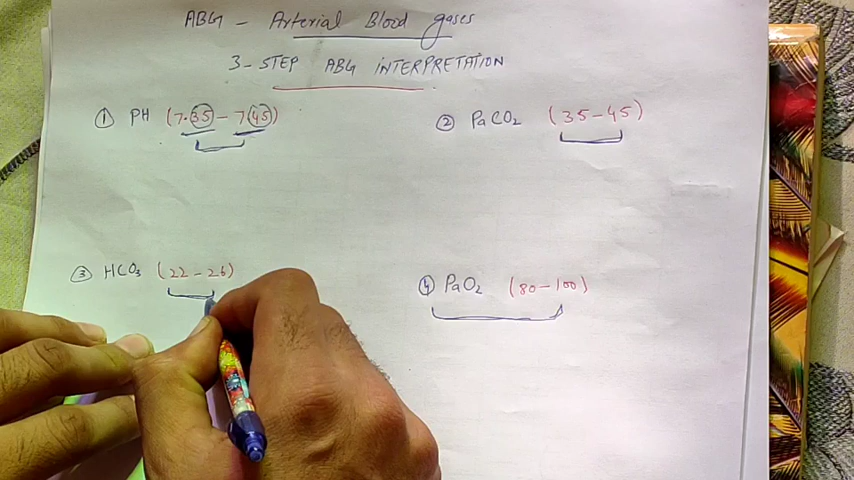 ABG - Arterial Blood gases
3-STEP ABG INTERPRETATION
① PH (7.35 - 7.45)
② PaCO2 (35-45)
③ HCO3 (22-26)
④ PaO2 (80-100)